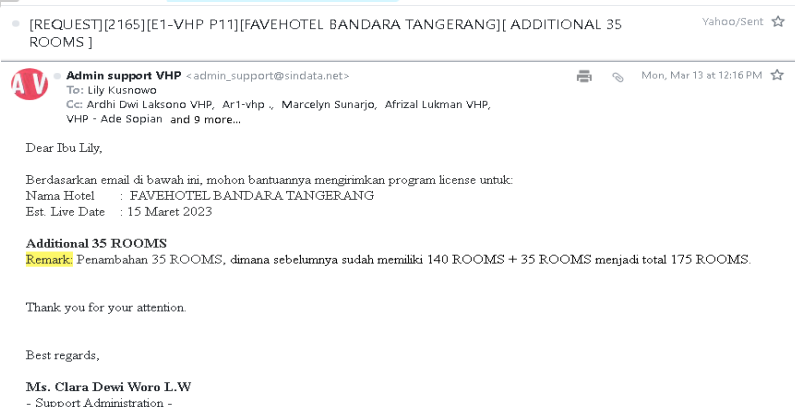 [REQUEST][2165][E1-VHP P11][FAVEHOTEL BANDARA TANGERANG][ ADDITIONAL 35
ROOMS ]
Yahoo/Sent
AV
Admin support VHP <admin_support@sindata.net>
Mon, Mar 13 at 12:16 PM
To: Lily Kusnowo
Cc: Ardhi Dwi Laksono VHP, Ar1-vhp ., Marcelyn Sunarjo, Afrizal Lukman VHP,
VHP - Ade Sopian and 9 more...
Dear Ibu Lily,
Berdasarkan email di bawah ini, mohon bantuannya mengirimkan program license untuk:
Nama Hotel : FAVEHOTEL BANDARA TANGERANG
Est. Live Date : 15 Maret 2023
Additional 35 ROOMS
Remark: Penambahan 35 ROOMS, dimana sebelumnya sudah memiliki 140 ROOMS + 35 ROOMS menjadi total 175 ROOMS.
Thank you for your attention.
Best regards,
Ms. Clara Dewi Woro L.W
- Support Administration -